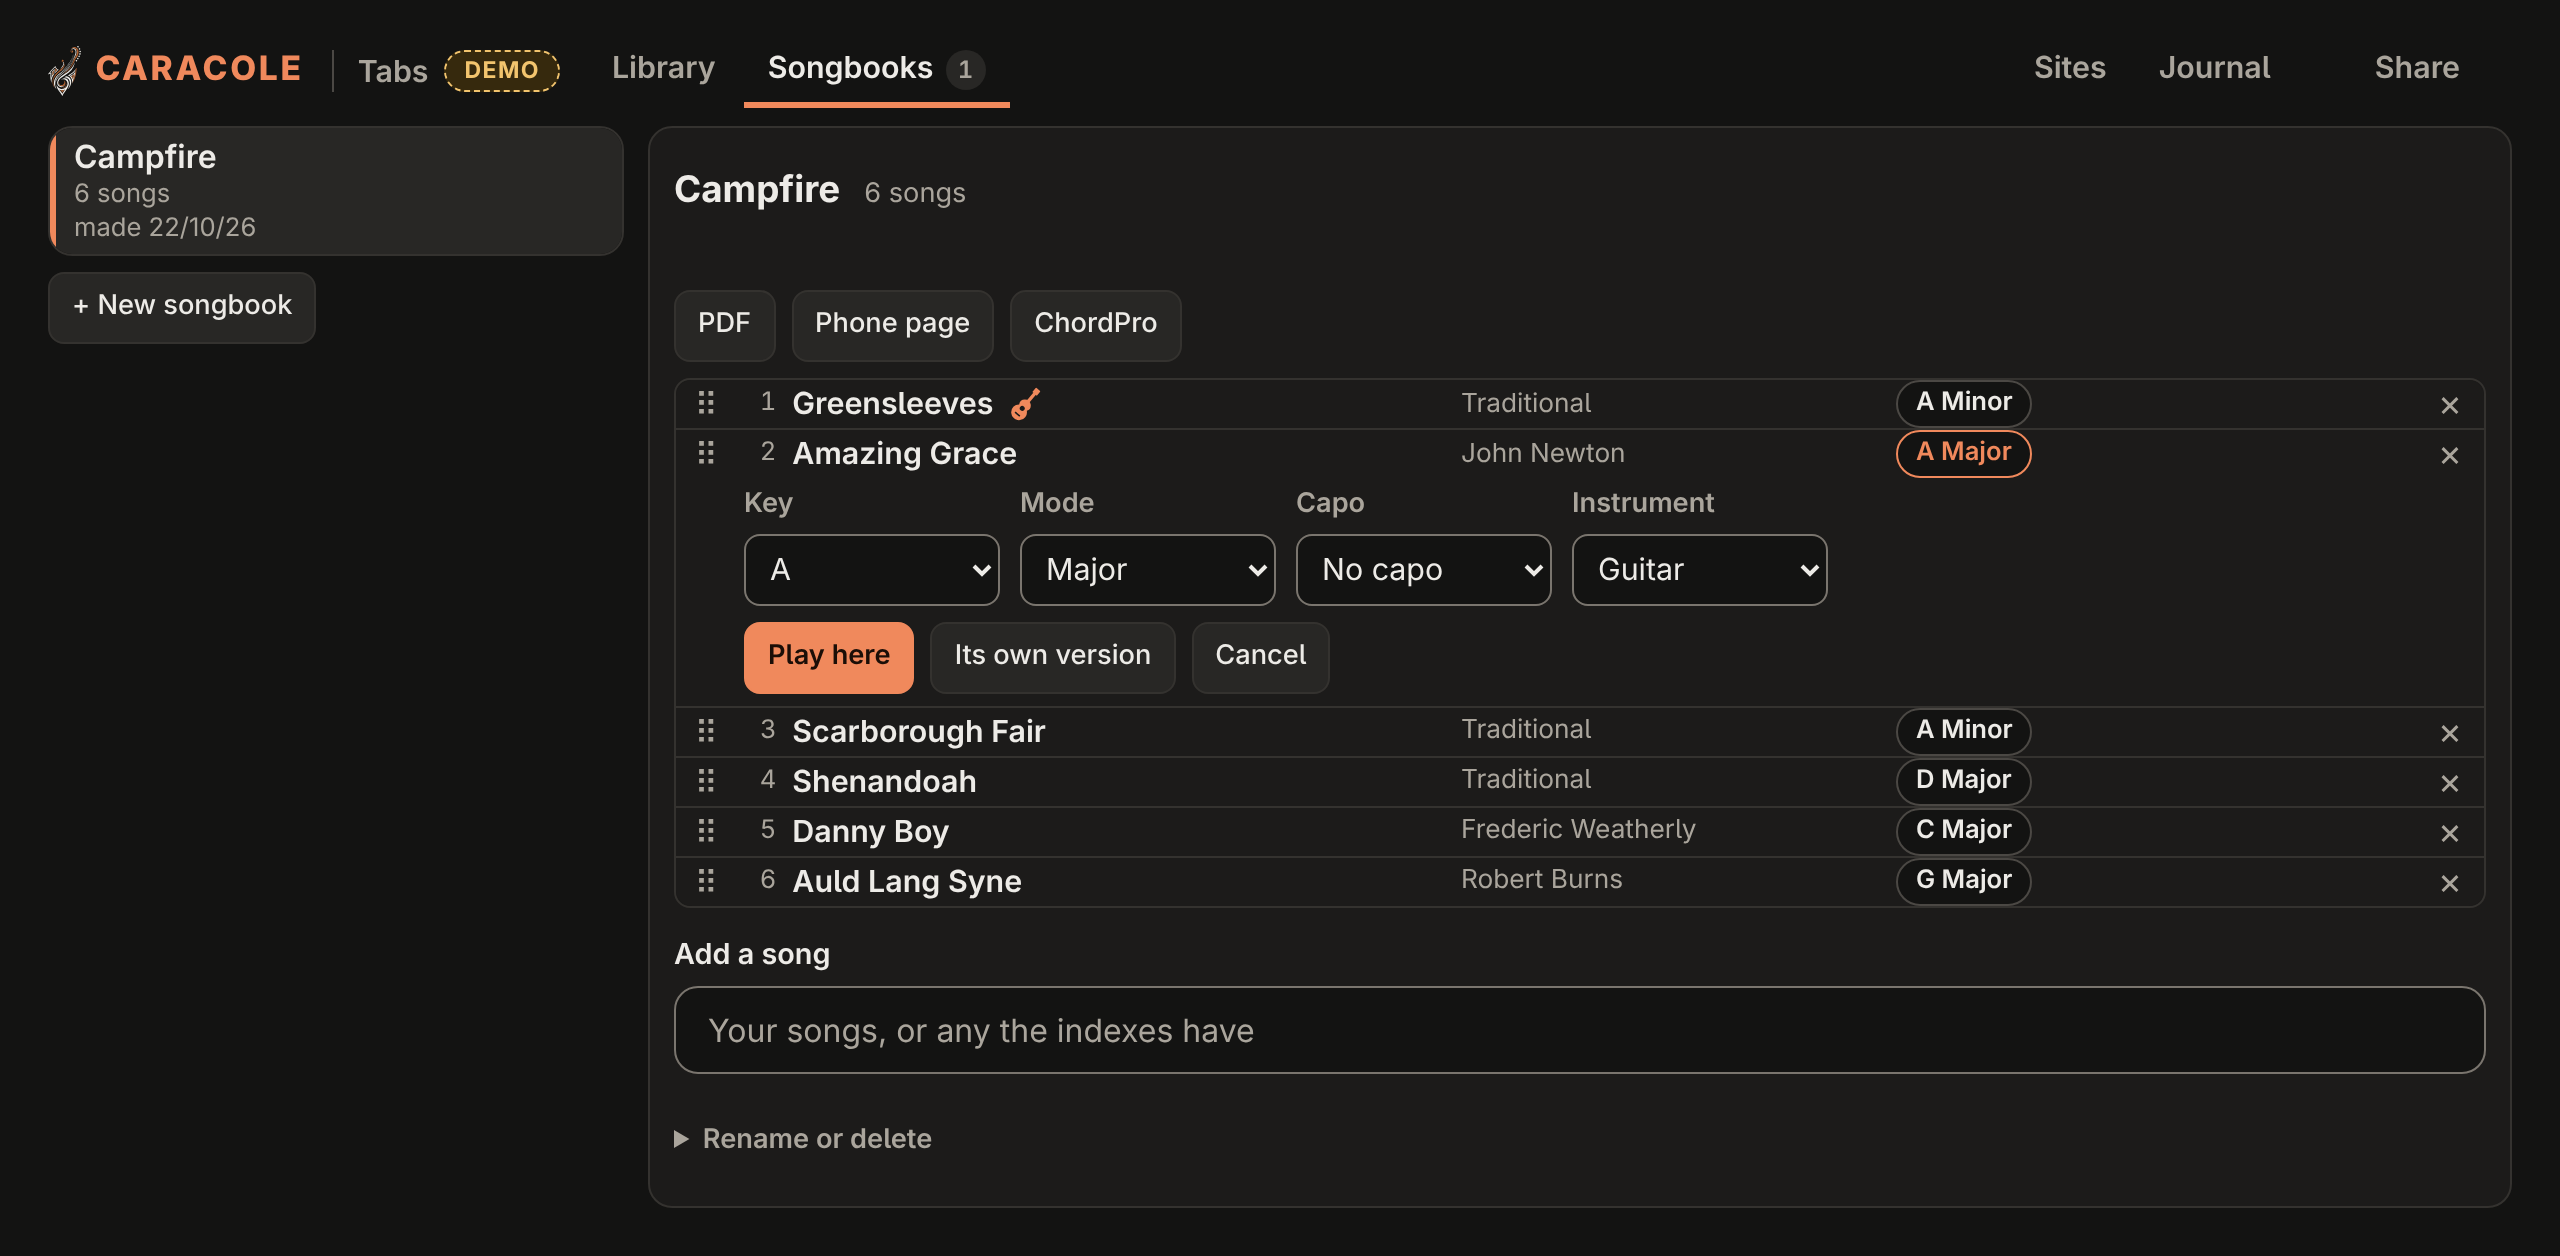 CARACOLE Tabs DEMO Library Songbooks 1 Sites Journal Share
Campfire
6 songs
made 22/10/26
+ New songbook
Campfire 6 songs
PDF Phone page ChordPro
1 Greensleeves Traditional A Minor ×
2 Amazing Grace John Newton A Major ×
Key Mode Capo Instrument
A Major No capo Guitar
Play here Its own version Cancel
3 Scarborough Fair Traditional A Minor ×
4 Shenandoah Traditional D Major ×
5 Danny Boy Frederic Weatherly C Major ×
6 Auld Lang Syne Robert Burns G Major ×
Add a song
Your songs, or any the indexes have
Rename or delete